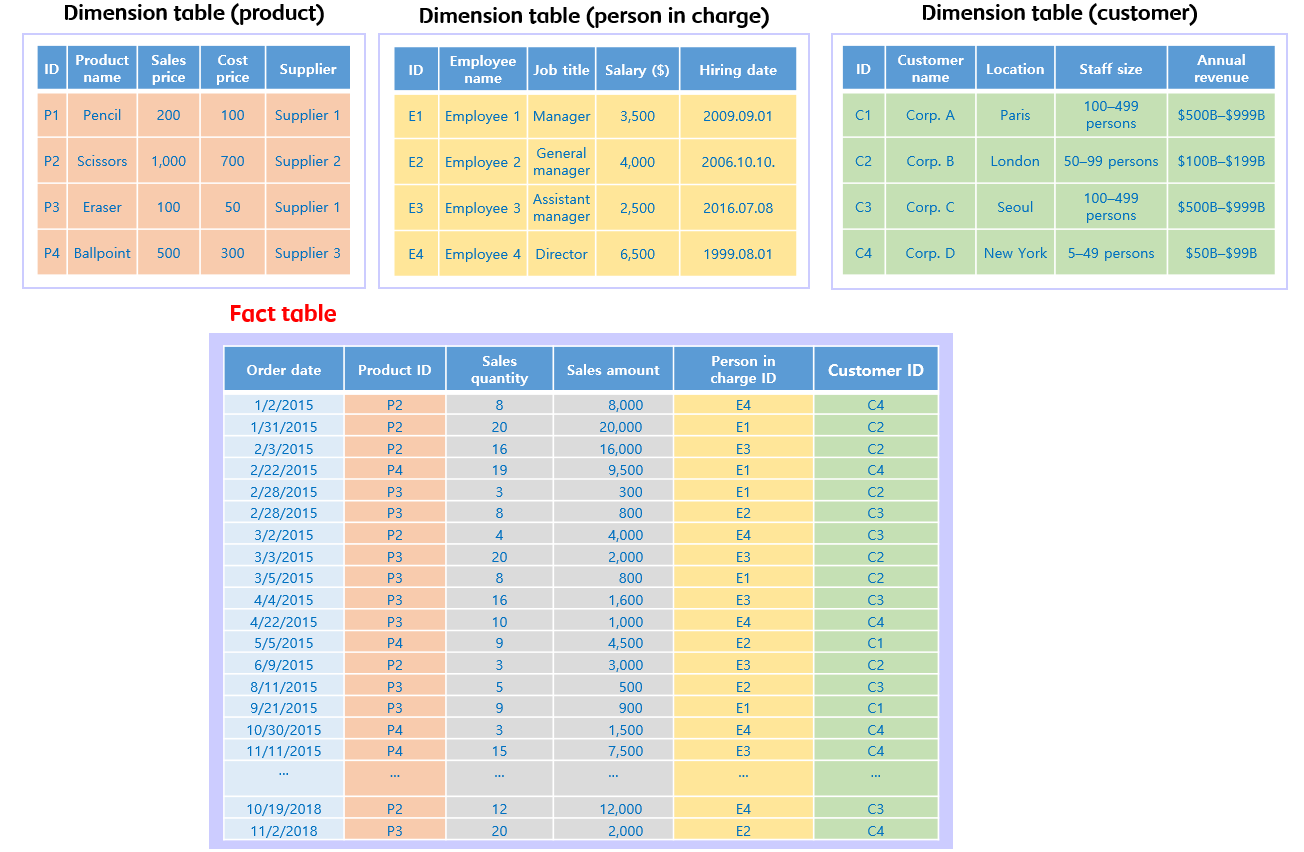 Dimension table (product)
ID Product name Sales price Cost price Supplier
P1 Pencil 200 100 Supplier 1
P2 Scissors 1,000 700 Supplier 2
P3 Eraser 100 50 Supplier 1
P4 Ballpoint 500 300 Supplier 3
Dimension table (person in charge)
ID Employee name Job title Salary ($) Hiring date
E1 Employee 1 Manager 3,500 2009.09.01
E2 Employee 2 General manager 4,000 2006.10.10.
E3 Employee 3 Assistant manager 2,500 2016.07.08
E4 Employee 4 Director 6,500 1999.08.01
Dimension table (customer)
ID Customer name Location Staff size Annual revenue
C1 Corp. A Paris 100–499 persons $500B–$999B
C2 Corp. B London 50–99 persons $100B–$199B
C3 Corp. C Seoul 100–499 persons $500B–$999B
C4 Corp. D New York 5–49 persons $50B–$99B
Fact table
Order date Product ID Sales quantity Sales amount Person in charge ID Customer ID
1/2/2015 P2 8 8,000 E4 C4
1/31/2015 P2 20 20,000 E1 C2
2/3/2015 P2 16 16,000 E3 C2
2/22/2015 P4 19 9,500 E1 C4
2/28/2015 P3 3 300 E1 C2
2/28/2015 P3 8 800 E2 C3
3/2/2015 P2 4 4,000 E4 C3
3/3/2015 P3 20 2,000 E3 C2
3/5/2015 P3 8 800 E1 C2
4/4/2015 P3 16 1,600 E3 C3
4/22/2015 P3 10 1,000 E4 C4
5/5/2015 P4 9 4,500 E2 C1
6/9/2015 P2 3 3,000 E3 C2
8/11/2015 P3 5 500 E2 C3
9/21/2015 P3 9 900 E1 C1
10/30/2015 P4 3 1,500 E4 C4
11/11/2015 P4 15 7,500 E3 C4
... ... ... ... ... ...
10/19/2018 P2 12 12,000 E4 C3
11/2/2018 P3 20 2,000 E2 C4